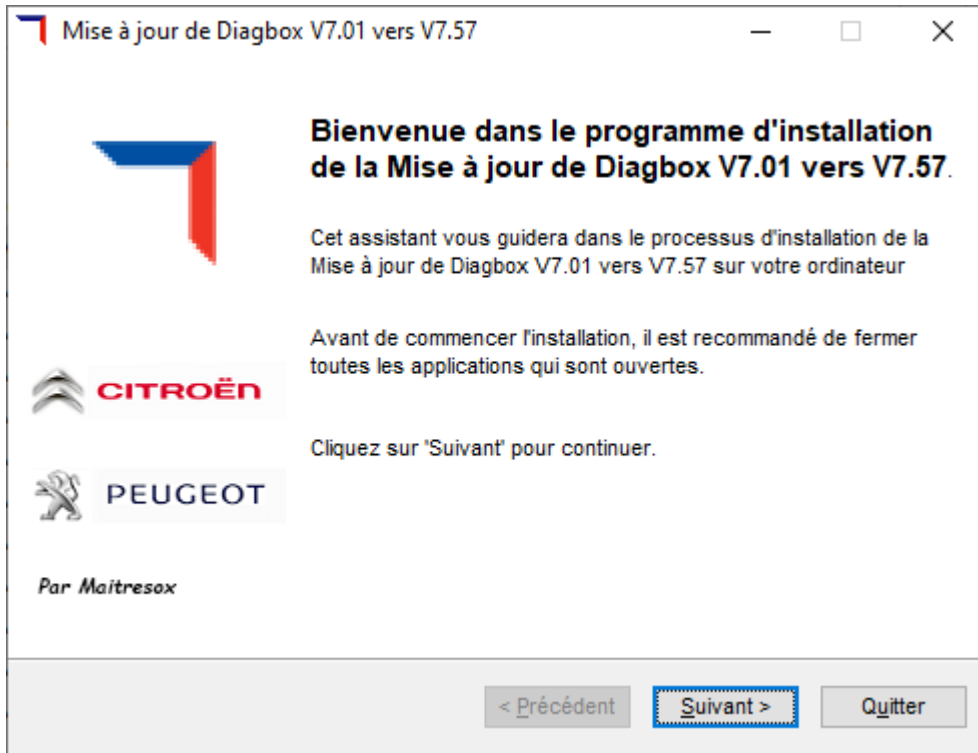 Mise à jour de Diagbox V7.01 vers V7.57
Bienvenue dans le programme d'installation
de la Mise à jour de Diagbox V7.01 vers V7.57.
Cet assistant vous guidera dans le processus d'installation de la
Mise à jour de Diagbox V7.01 vers V7.57 sur votre ordinateur
Avant de commencer l'installation, il est recommandé de fermer
toutes les applications qui sont ouvertes.
CITROËN
Cliquez sur 'Suivant' pour continuer.
PEUGEOT
Par Maitresox
< Précédent
Suivant >
Quitter